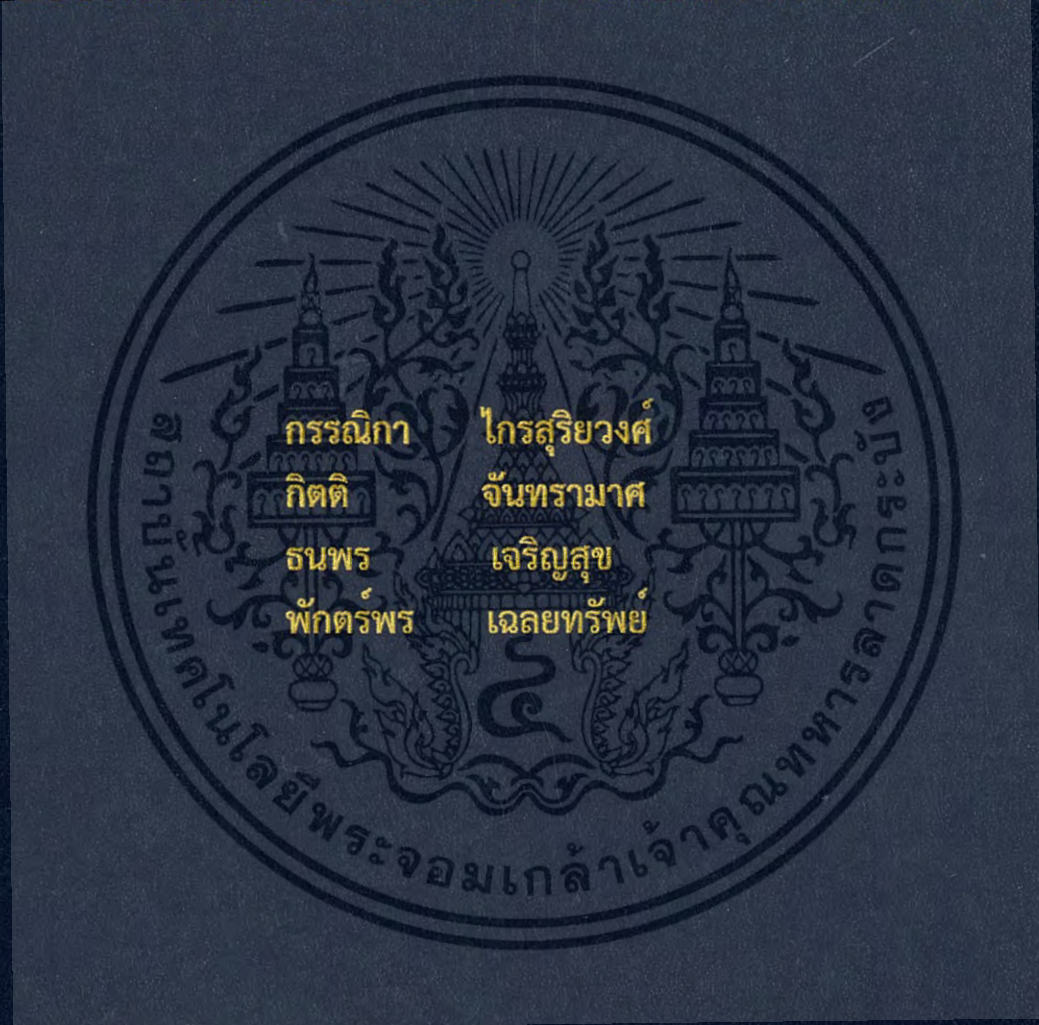 กรรณิกา ไกรสุริยวงศ์
กิตติ จันทรามาศ
ธนพร เจริญสุข
พักตร์พร เฉลยทรัพย์
๔
สถาบันเทคโนโลยีพระจอมเกล้าเจ้าคุณทหารลาดกระบัง